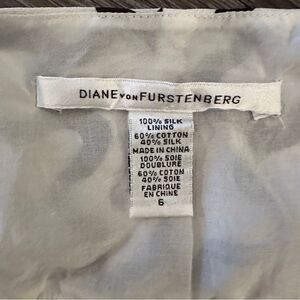 DIANE VON FURSTENBERG
100% SILK
LINING
60% COTTON
40% SILK
MADE IN CHINA
100% SOIE
DOUBLURE
60% COTON
40% SOIE
FABRIQUE
EN CHINE
6